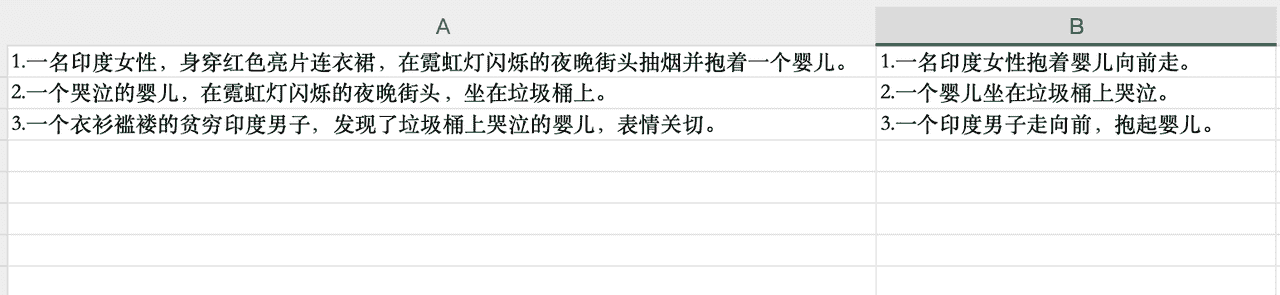 A B
1.一名印度女性，身穿红色亮片连衣裙，在霓虹灯闪烁的夜晚街头抽烟并抱着一个婴儿。 1.一名印度女性抱着婴儿向前走。
2.一个哭泣的婴儿，在霓虹灯闪烁的夜晚街头，坐在垃圾桶上。 2.一个婴儿坐在垃圾桶上哭泣。
3.一个衣衫褴褛的贫穷印度男子，发现了垃圾桶上哭泣的婴儿，表情关切。 3.一个印度男子走向前，抱起婴儿。